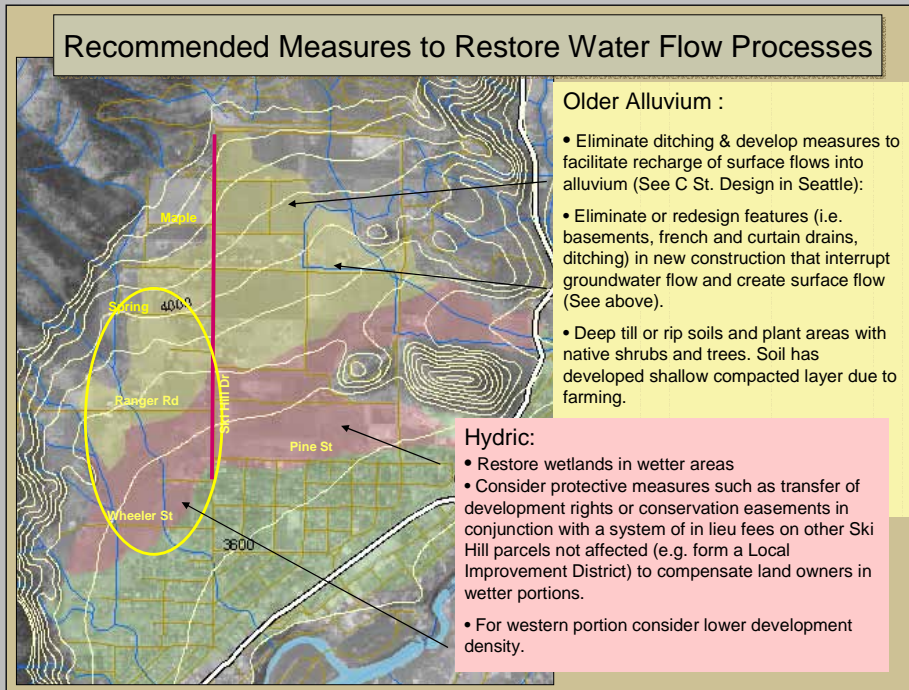 Recommended Measures to Restore Water Flow Processes
Older Alluvium :
• Eliminate ditching & develop measures to
facilitate recharge of surface flows into
alluvium (See C St. Design in Seattle):
• Eliminate or redesign features (i.e.
basements, french and curtain drains,
ditching) in new construction that interrupt
groundwater flow and create surface flow
(See above).
• Deep till or rip soils and plant areas with
native shrubs and trees. Soil has
developed shallow compacted layer due to
farming.
Maple
Spring
4000
Ranger Rd
Ski Hill Dr
Pine St
Wheeler St
3600
Hydric:
• Restore wetlands in wetter areas
• Consider protective measures such as transfer of
development rights or conservation easements in
conjunction with a system of in lieu fees on other Ski
Hill parcels not affected (e.g. form a Local
Improvement District) to compensate land owners in
wetter portions.
• For western portion consider lower development
density.